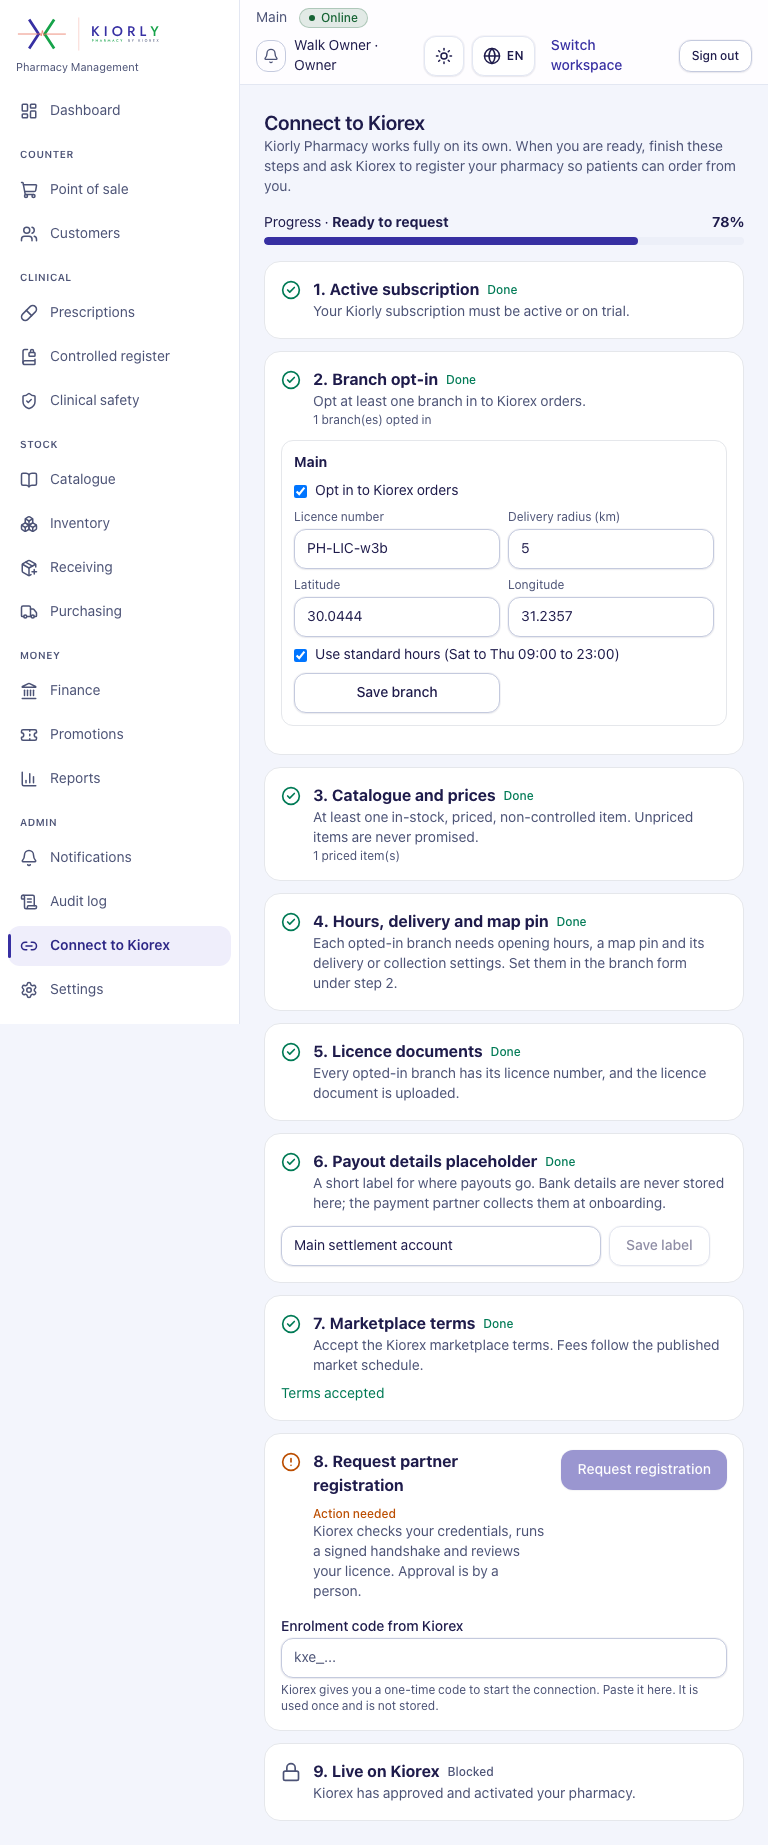 KIORLY
PHARMACY BY KIOREX
Pharmacy Management
Dashboard
COUNTER
Point of sale
Customers
CLINICAL
Prescriptions
Controlled register
Clinical safety
STOCK
Catalogue
Inventory
Receiving
Purchasing
MONEY
Finance
Promotions
Reports
ADMIN
Notifications
Audit log
Connect to Kiorex
Settings
Main
Online
Walk Owner ·
Owner
EN
Switch
workspace
Sign out
Connect to Kiorex
Kiorly Pharmacy works fully on its own. When you are ready, finish these
steps and ask Kiorex to register your pharmacy so patients can order from
you.
Progress · Ready to request 78%
1. Active subscription Done
Your Kiorly subscription must be active or on trial.
2. Branch opt-in Done
Opt at least one branch in to Kiorex orders.
1 branch(es) opted in
Main
Opt in to Kiorex orders
Licence number Delivery radius (km)
PH-LIC-w3b 5
Latitude Longitude
30.0444 31.2357
Use standard hours (Sat to Thu 09:00 to 23:00)
Save branch
3. Catalogue and prices Done
At least one in-stock, priced, non-controlled item. Unpriced
items are never promised.
1 priced item(s)
4. Hours, delivery and map pin Done
Each opted-in branch needs opening hours, a map pin and its
delivery or collection settings. Set them in the branch form
under step 2.
5. Licence documents Done
Every opted-in branch has its licence number, and the licence
document is uploaded.
6. Payout details placeholder Done
A short label for where payouts go. Bank details are never stored
here; the payment partner collects them at onboarding.
Main settlement account Save label
7. Marketplace terms Done
Accept the Kiorex marketplace terms. Fees follow the published
market schedule.
Terms accepted
8. Request partner
registration
Request registration
Action needed
Kiorex checks your credentials, runs
a signed handshake and reviews
your licence. Approval is by a
person.
Enrolment code from Kiorex
kxe_...
Kiorex gives you a one-time code to start the connection. Paste it here. It is
used once and is not stored.
9. Live on Kiorex Blocked
Kiorex has approved and activated your pharmacy.